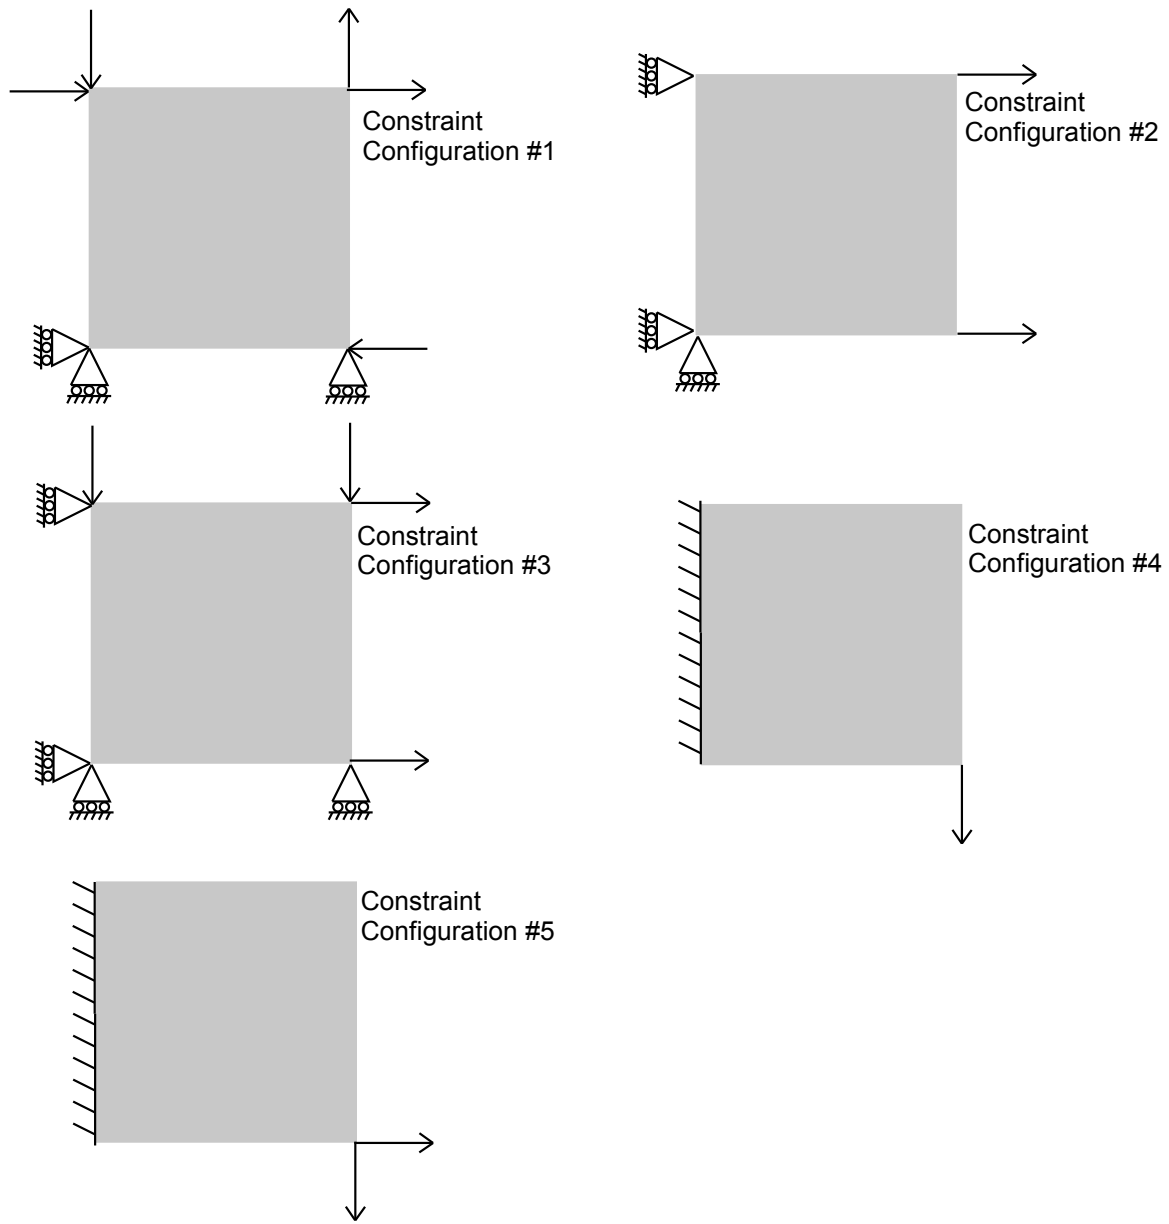 Constraint
Configuration #1
Constraint
Configuration #2
Constraint
Configuration #3
Constraint
Configuration #4
Constraint
Configuration #5